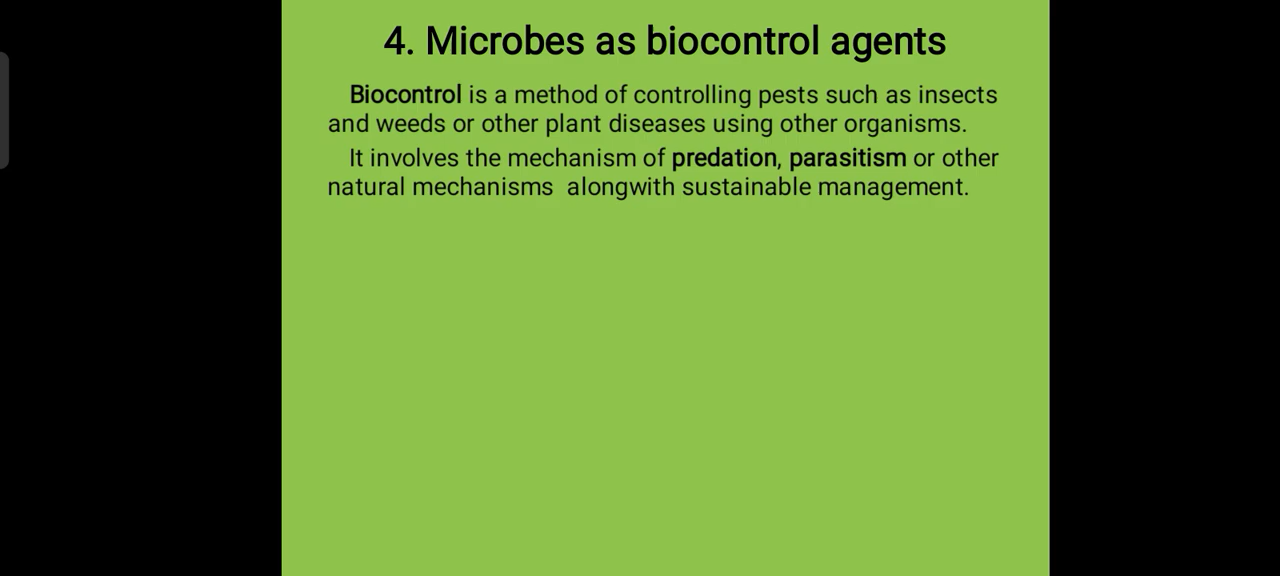 4. Microbes as biocontrol agents
Biocontrol is a method of controlling pests such as insects
and weeds or other plant diseases using other organisms.
It involves the mechanism of predation, parasitism or other
natural mechanisms  alongwith sustainable management.